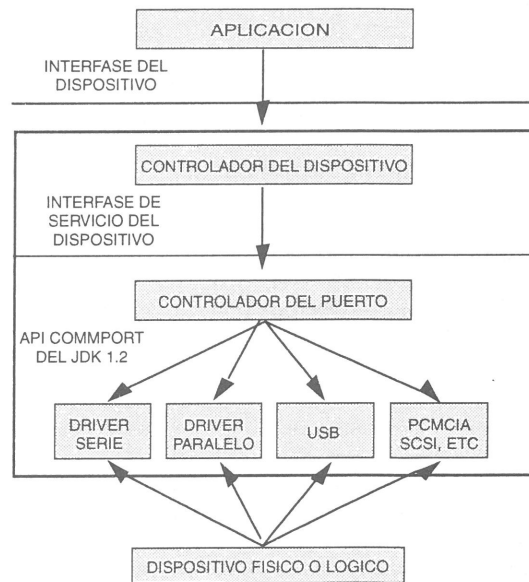 APLICACION
INTERFASE DEL
DISPOSITIVO
CONTROLADOR DEL DISPOSITIVO
INTERFASE DE
SERVICIO DEL
DISPOSITIVO
CONTROLADOR DEL PUERTO
API COMMPORT
DEL JDK 1.2
DRIVER
SERIE
DRIVER
PARALELO
USB
PCMCIA
SCSI, ETC
DISPOSITIVO FISICO O LOGICO